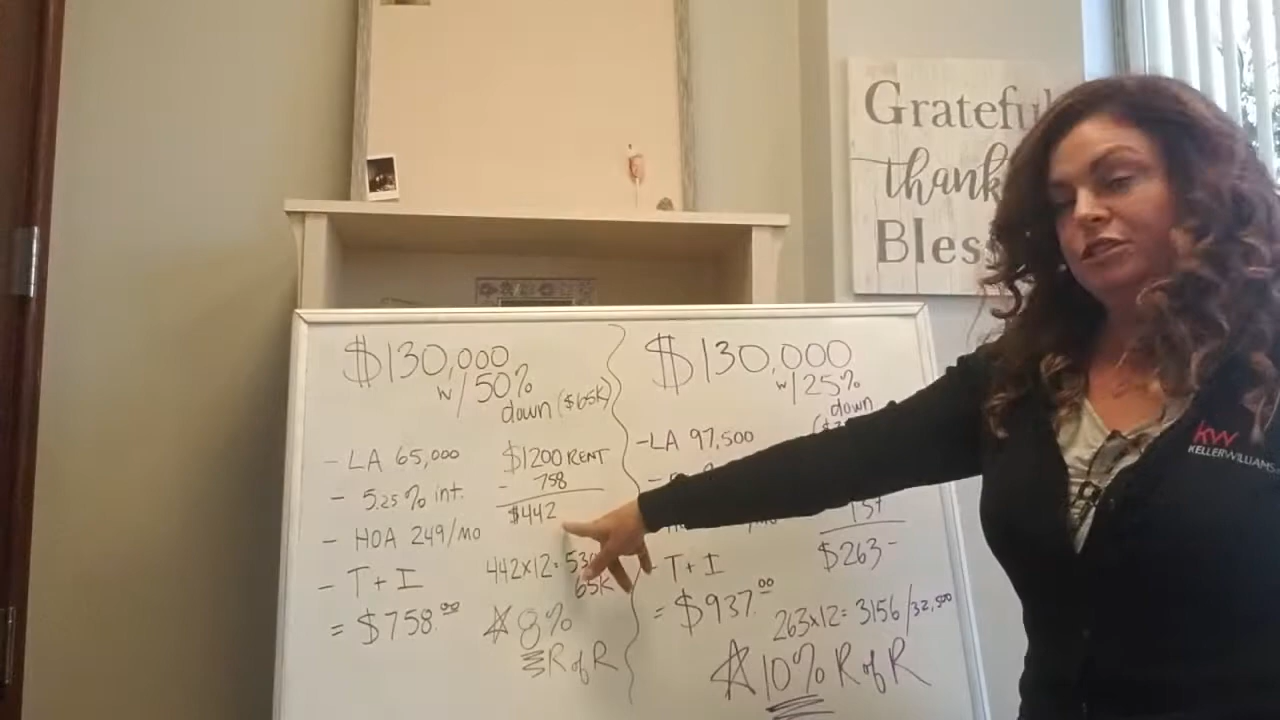 Grateful
thank
Bless
$130,000
w/50%
down ($65K)
- LA 65,000
- 5.25% int.
- HOA 249/MO
- T + I
= $758.00
$1200 RENT
- 758
$442
442x12=
65K
8%
R of R
$130,000
w/25%
down
-LA 97,500
T+I
= $937.00
$263-
263x12= 3156/32,500
10% R of R
KW
KELLERWILLIAMS